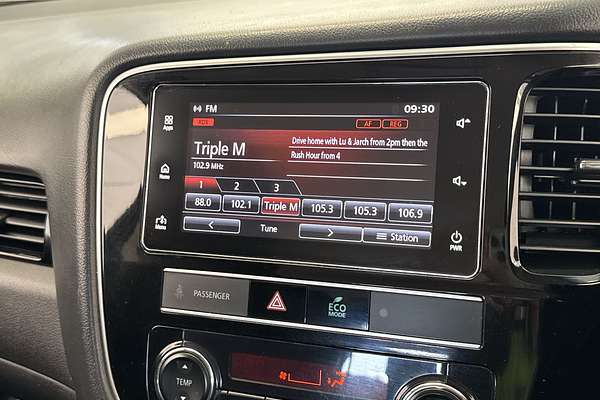 FM
09:30
RDS
AF
REG
Apps
Triple M
102.9 MHz
Drive home with Lu & Jarch from 2pm then the
Rush Hour from 4
Home
1
2
3
88.0
102.1
Triple M
105.3
105.3
106.9
Menu
<
Tune
>
Station
PWR
PASSENGER
ECO
MODE
TEMP